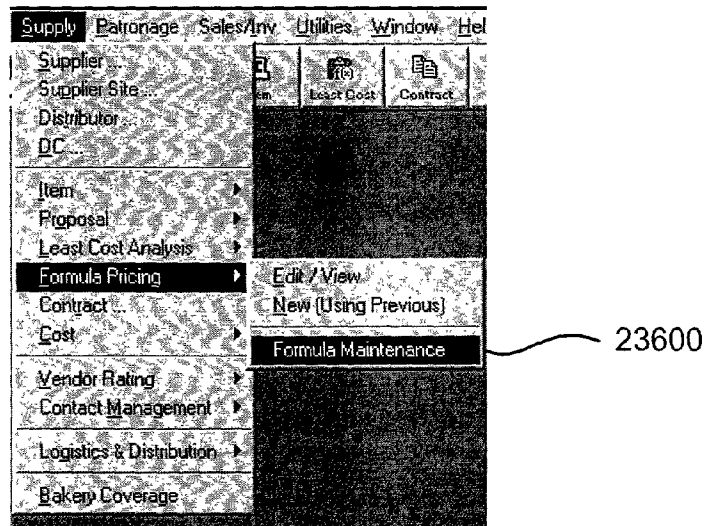 Supply Patronage Sales/Inv Utilities Window Hel
Supplier ...
Supplier Site ...
Distributor ...
DC ...
em
f(x)
Least Cost
Contract
Item
Proposal
Least Cost Analysis
Formula Pricing
Contract ...
Cost
Edit / View
New (Using Previous)
Formula Maintenance
23600
Vendor Rating
Contact Management
Logistics & Distribution
Bakery Coverage